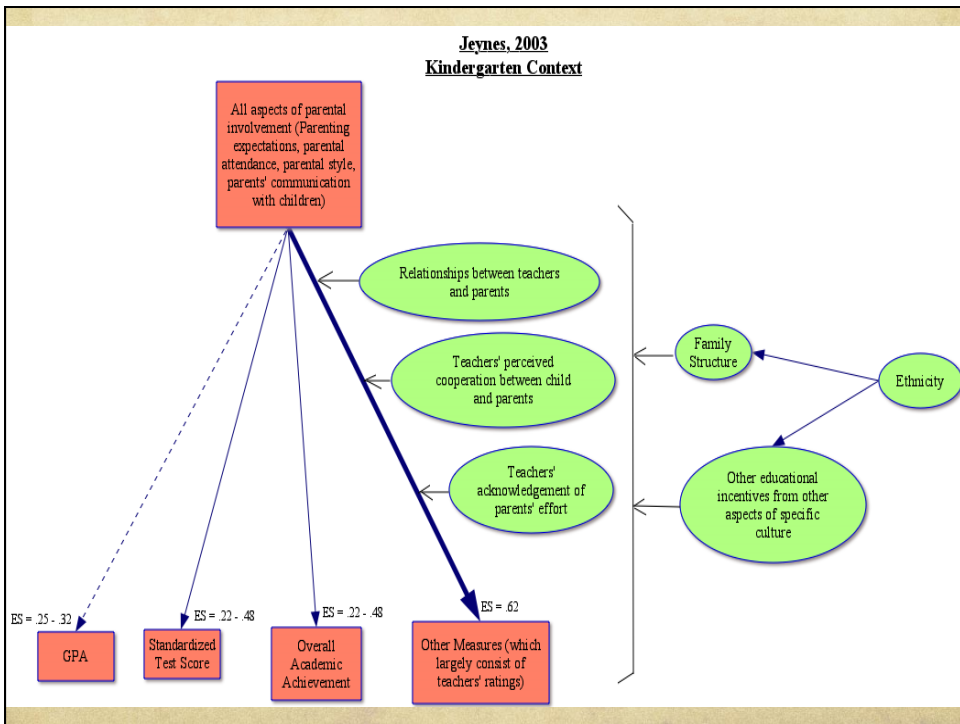 Jeynes, 2003
Kindergarten Context
All aspects of parental
involvement (Parenting
expectations, parental
attendance, parental style,
parents' communication
with children)
Relationships between teachers
and parents
Teachers' perceived
cooperation between child
and parents
Teachers'
acknowledgement of
parents' effort
Family
Structure
Ethnicity
Other educational
incentives from other
aspects of specific
culture
ES = .25 - .32
GPA
ES = .22 - .48
Standardized
Test Score
ES = .22 - .48
Overall
Academic
Achievement
ES = .62
Other Measures (which
largely consist of
teachers' ratings)